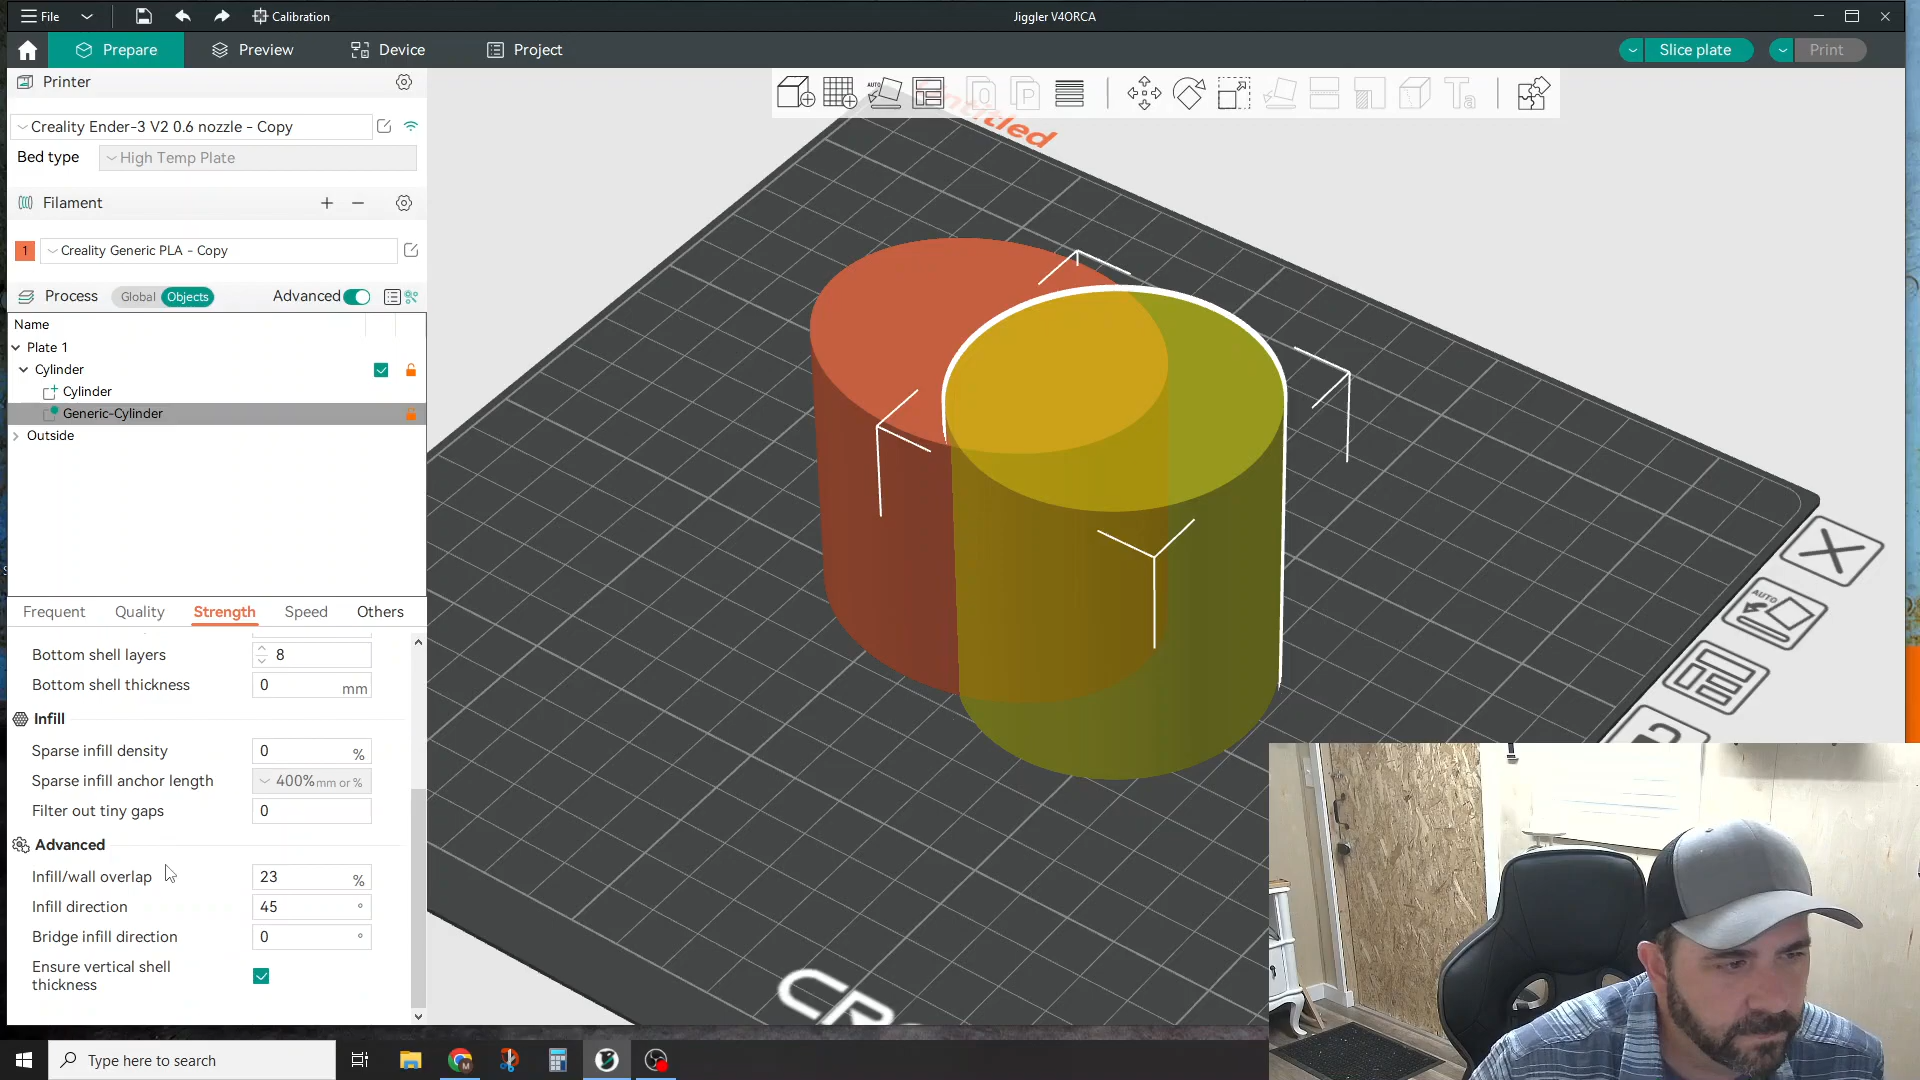 File
Calibration
Jiggler V4ORCA
Prepare
Preview
Device
Project
Slice plate
Print
Printer
Creality Ender-3 V2 0.6 nozzle - Copy
Bed type
High Temp Plate
Filament
1
Creality Generic PLA - Copy
Process
Global
Objects
Advanced
Name
Plate 1
Cylinder
Cylinder
Generic-Cylinder
Outside
Frequent
Quality
Strength
Speed
Others
Bottom shell layers
8
Bottom shell thickness
0
mm
Infill
Sparse infill density
0
%
Sparse infill anchor length
400%
mm or %
Filter out tiny gaps
0
Advanced
Infill/wall overlap
23
%
Infill direction
45
°
Bridge infill direction
0
°
Ensure vertical shell
thickness
AUTO
O
P
Ta
AUTO
Type here to search